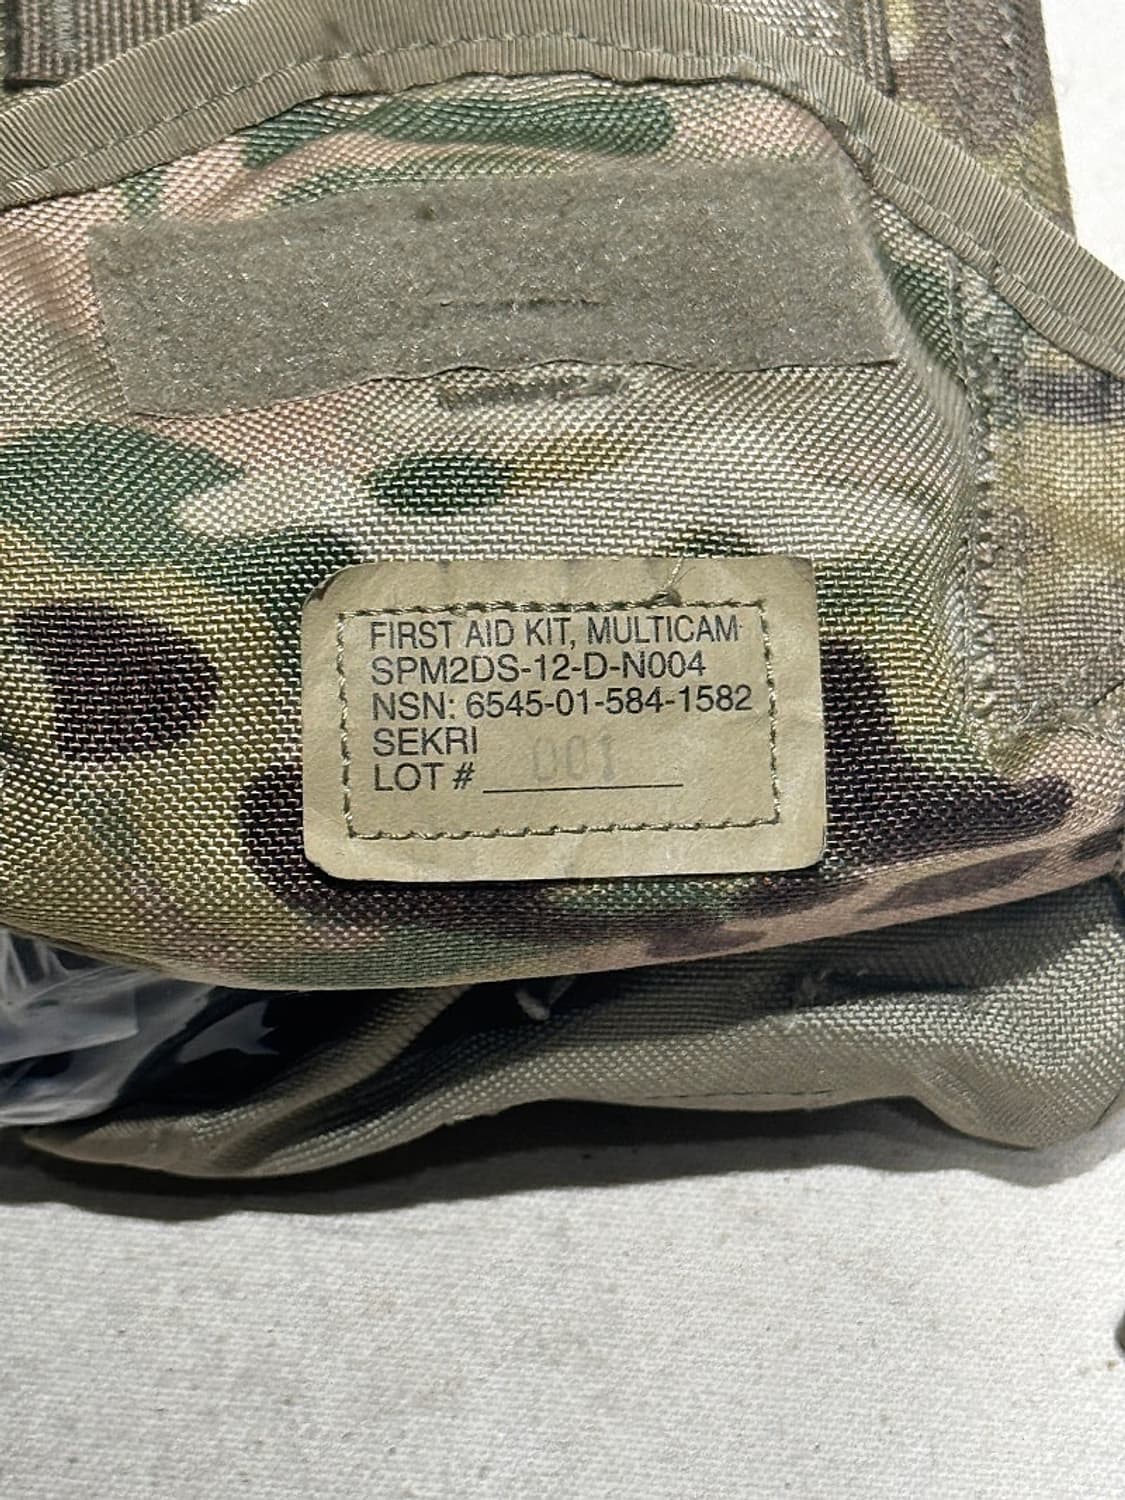 FIRST AID KIT, MULTICAM
SPM2DS-12-D-N004
NSN: 6545-01-584-1582
SEKRI
LOT # 001